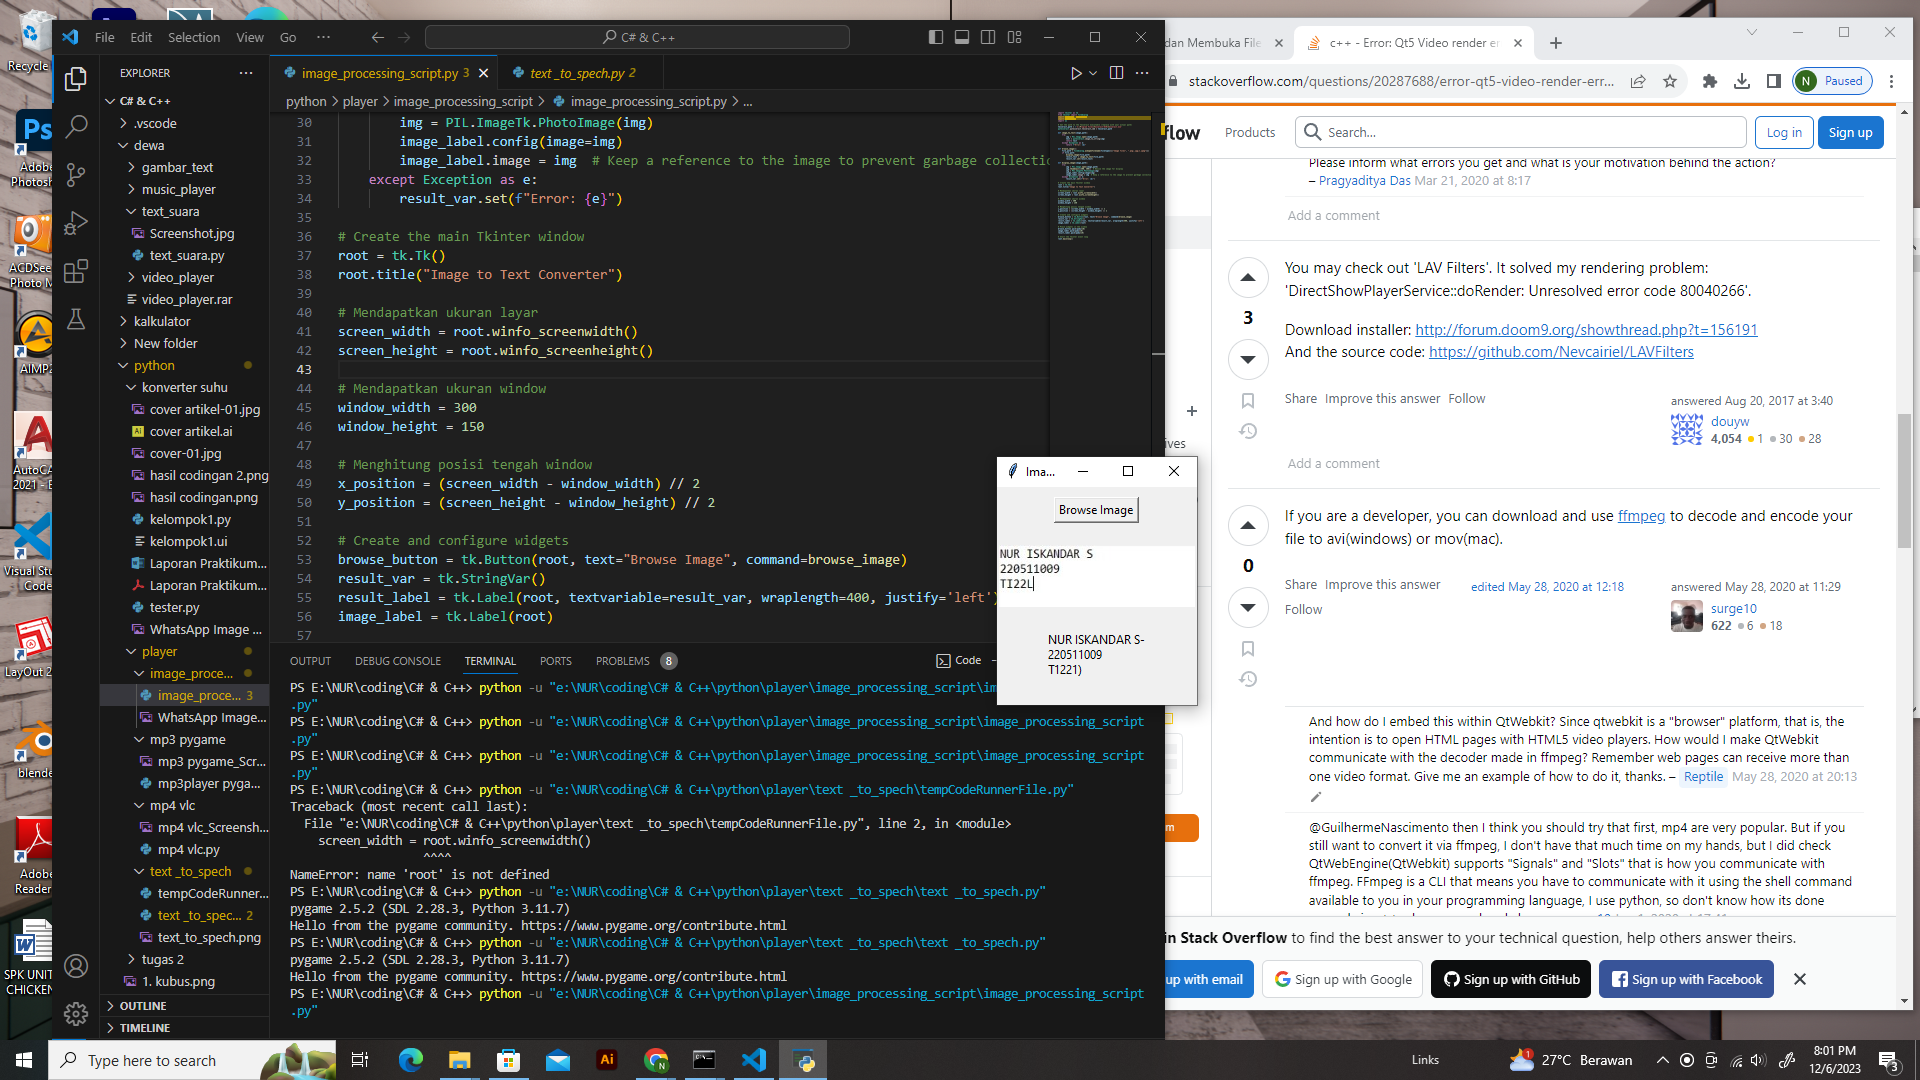 File Edit Selection View Go ···
C# & C++
EXPLORER
C# & C++
.vscode
dewa
gambar_text
music_player
text_suara
Screenshot.jpg
text_suara.py
video_player
video_player.rar
kalkulator
New folder
python
konverter suhu
cover artikel-01.jpg
cover artikel.ai
cover-01.jpg
hasil codingan 2.png
hasil codingan.png
kelompok1.py
kelompok1.ui
Laporan Praktikum...
Laporan Praktikum...
tester.py
WhatsApp Image ...
player
image_proce...
image_proce... 3
WhatsApp Image...
mp3 pygame
mp3 pygame_Scr...
mp3player pyga...
mp4 vlc
mp4 vlc_Screensh...
mp4 vlc.py
text _to_spech
tempCodeRunner...
text _to_spec... 2
text_to_spech.png
tugas 2
1. kubus.png
OUTLINE
TIMELINE
image_processing_script.py 3
text _to_spech.py 2
python > player > image_processing_script > image_processing_script.py > ...
30 img = PIL.ImageTk.PhotoImage(img)
31 image_label.config(image=img)
32 image_label.image = img # Keep a reference to the image to prevent garbage collectio
33 except Exception as e:
34 result_var.set(f"Error: {e}")
35
36 # Create the main Tkinter window
37 root = tk.Tk()
38 root.title("Image to Text Converter")
39
40 # Mendapatkan ukuran layar
41 screen_width = root.winfo_screenwidth()
42 screen_height = root.winfo_screenheight()
43
44 # Mendapatkan ukuran window
45 window_width = 300
46 window_height = 150
47
48 # Menghitung posisi tengah window
49 x_position = (screen_width - window_width) // 2
50 y_position = (screen_height - window_height) // 2
51
52 # Create and configure widgets
53 browse_button = tk.Button(root, text="Browse Image", command=browse_image)
54 result_var = tk.StringVar()
55 result_label = tk.Label(root, textvariable=result_var, wraplength=400, justify='left')
56 image_label = tk.Label(root)
57
OUTPUT DEBUG CONSOLE TERMINAL PORTS PROBLEMS 8
Code
PS E:\NUR\coding\C# & C++> python -u "e:\NUR\coding\C# & C++\python\player\image_processing_script\im
.py"
PS E:\NUR\coding\C# & C++> python -u "e:\NUR\coding\C# & C++\python\player\image_processing_script\image_processing_script
.py"
PS E:\NUR\coding\C# & C++> python -u "e:\NUR\coding\C# & C++\python\player\image_processing_script\image_processing_script
.py"
PS E:\NUR\coding\C# & C++> python -u "e:\NUR\coding\C# & C++\python\player\text _to_spech\tempCodeRunnerFile.py"
Traceback (most recent call last):
File "e:\NUR\coding\C# & C++\python\player\text _to_spech\tempCodeRunnerFile.py", line 2, in <module>
screen_width = root.winfo_screenwidth()
^^^^
NameError: name 'root' is not defined
PS E:\NUR\coding\C# & C++> python -u "e:\NUR\coding\C# & C++\python\player\text _to_spech\text _to_spech.py"
pygame 2.5.2 (SDL 2.28.3, Python 3.11.7)
Hello from the pygame community. https://www.pygame.org/contribute.html
PS E:\NUR\coding\C# & C++> python -u "e:\NUR\coding\C# & C++\python\player\text _to_spech\text _to_spech.py"
pygame 2.5.2 (SDL 2.28.3, Python 3.11.7)
Hello from the pygame community. https://www.pygame.org/contribute.html
PS E:\NUR\coding\C# & C++> python -u "e:\NUR\coding\C# & C++\python\player\image_processing_script\image_processing_script
.py"
Ima...
Browse Image
NUR ISKANDAR S
220511009
TI22L
NUR ISKANDAR S-
220511009
T1221)
dan Membuka File
c++ - Error: Qt5 Video render er
stackoverflow.com/questions/20287688/error-qt5-video-render-err...
N Paused
flow Products Search... Log in Sign up
Please inform what errors you get and what is your motivation behind the action?
– Pragyaditya Das Mar 21, 2020 at 8:17
Add a comment
You may check out 'LAV Filters'. It solved my rendering problem:
'DirectShowPlayerService::doRender: Unresolved error code 80040266'.
3
Download installer: http://forum.doom9.org/showthread.php?t=156191
And the source code: https://github.com/Nevcairiel/LAVFilters
Share Improve this answer Follow
answered Aug 20, 2017 at 3:40
douyw
4,054 1 30 28
ives
Add a comment
If you are a developer, you can download and use ffmpeg to decode and encode your
file to avi(windows) or mov(mac).
0
Share Improve this answer
Follow
edited May 28, 2020 at 12:18
answered May 28, 2020 at 11:29
surge10
622 6 18
And how do I embed this within QtWebkit? Since qtwebkit is a "browser" platform, that is, the
intention is to open HTML pages with HTML5 video players. How would I make QtWebkit
communicate with the decoder made in ffmpeg? Remember web pages can receive more than
one video format. Give me an example of how to do it, thanks. – Reptile May 28, 2020 at 20:13
@GuilhermeNascimento then I think you should try that first, mp4 are very popular. But if you
still want to convert it via ffmpeg, I don't have that much time on my hands, but I did check
QtWebEngine(QtWebkit) supports "Signals" and "Slots" that is how you communicate with
ffmpeg. FFmpeg is a CLI that means you have to communicate with it using the shell command
available to you in your programming language, I use python, so don't know how its done
in Stack Overflow to find the best answer to your technical question, help others answer theirs.
up with email
Sign up with Google
Sign up with GitHub
Sign up with Facebook
Recycle
Adobe
Photosh
ACDSee
Photo M
AIMP2
AutoCA
2021 - E
Visual Stu
Code
LayOut 2
blende
Adobe
Reader
SPK UNIT
CHICKEN
Type here to search
Links
27°C Berawan
8:01 PM
12/6/2023
3